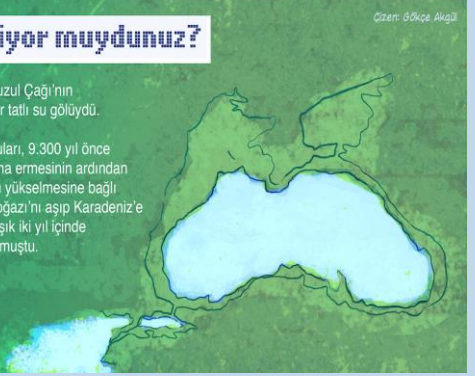 Çizen: Gökçe Akgül
iyor muydunuz?
uzul Çağı'nın
r tatlı su gölüydü.
uları, 9.300 yıl önce
na ermesinin ardından
yükselmesine bağlı
oğazı'nı aşıp Karadeniz'e
şık iki yıl içinde
muştu.